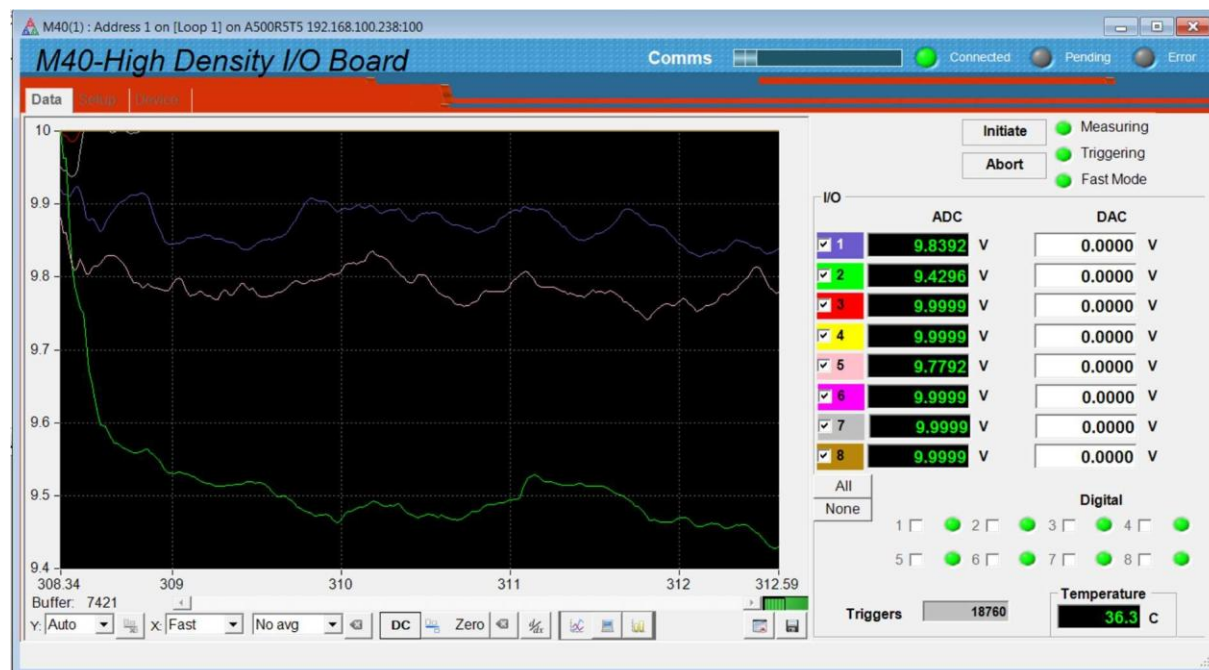 M40(1) : Address 1 on [Loop 1] on A500R5T5 192.168.100.238:100
M40-High Density I/O Board
Comms
Connected
Pending
Error
Data
Setup
Device
Initiate
Measuring
Abort
Triggering
Fast Mode
10
9.9
9.8
9.7
9.6
9.5
9.4
308.34
309
310
311
312
312.59
I/O
ADC
DAC
1 9.8392 V 0.0000 V
2 9.4296 V 0.0000 V
3 9.9999 V 0.0000 V
4 9.9999 V 0.0000 V
5 9.7792 V 0.0000 V
6 9.9999 V 0.0000 V
7 9.9999 V 0.0000 V
8 9.9999 V 0.0000 V
All
None
Digital
1 2 3 4
5 6 7 8
Buffer: 7421
Y: Auto X: Fast No avg DC Zero d/dx
Triggers 18760
Temperature
36.3 C